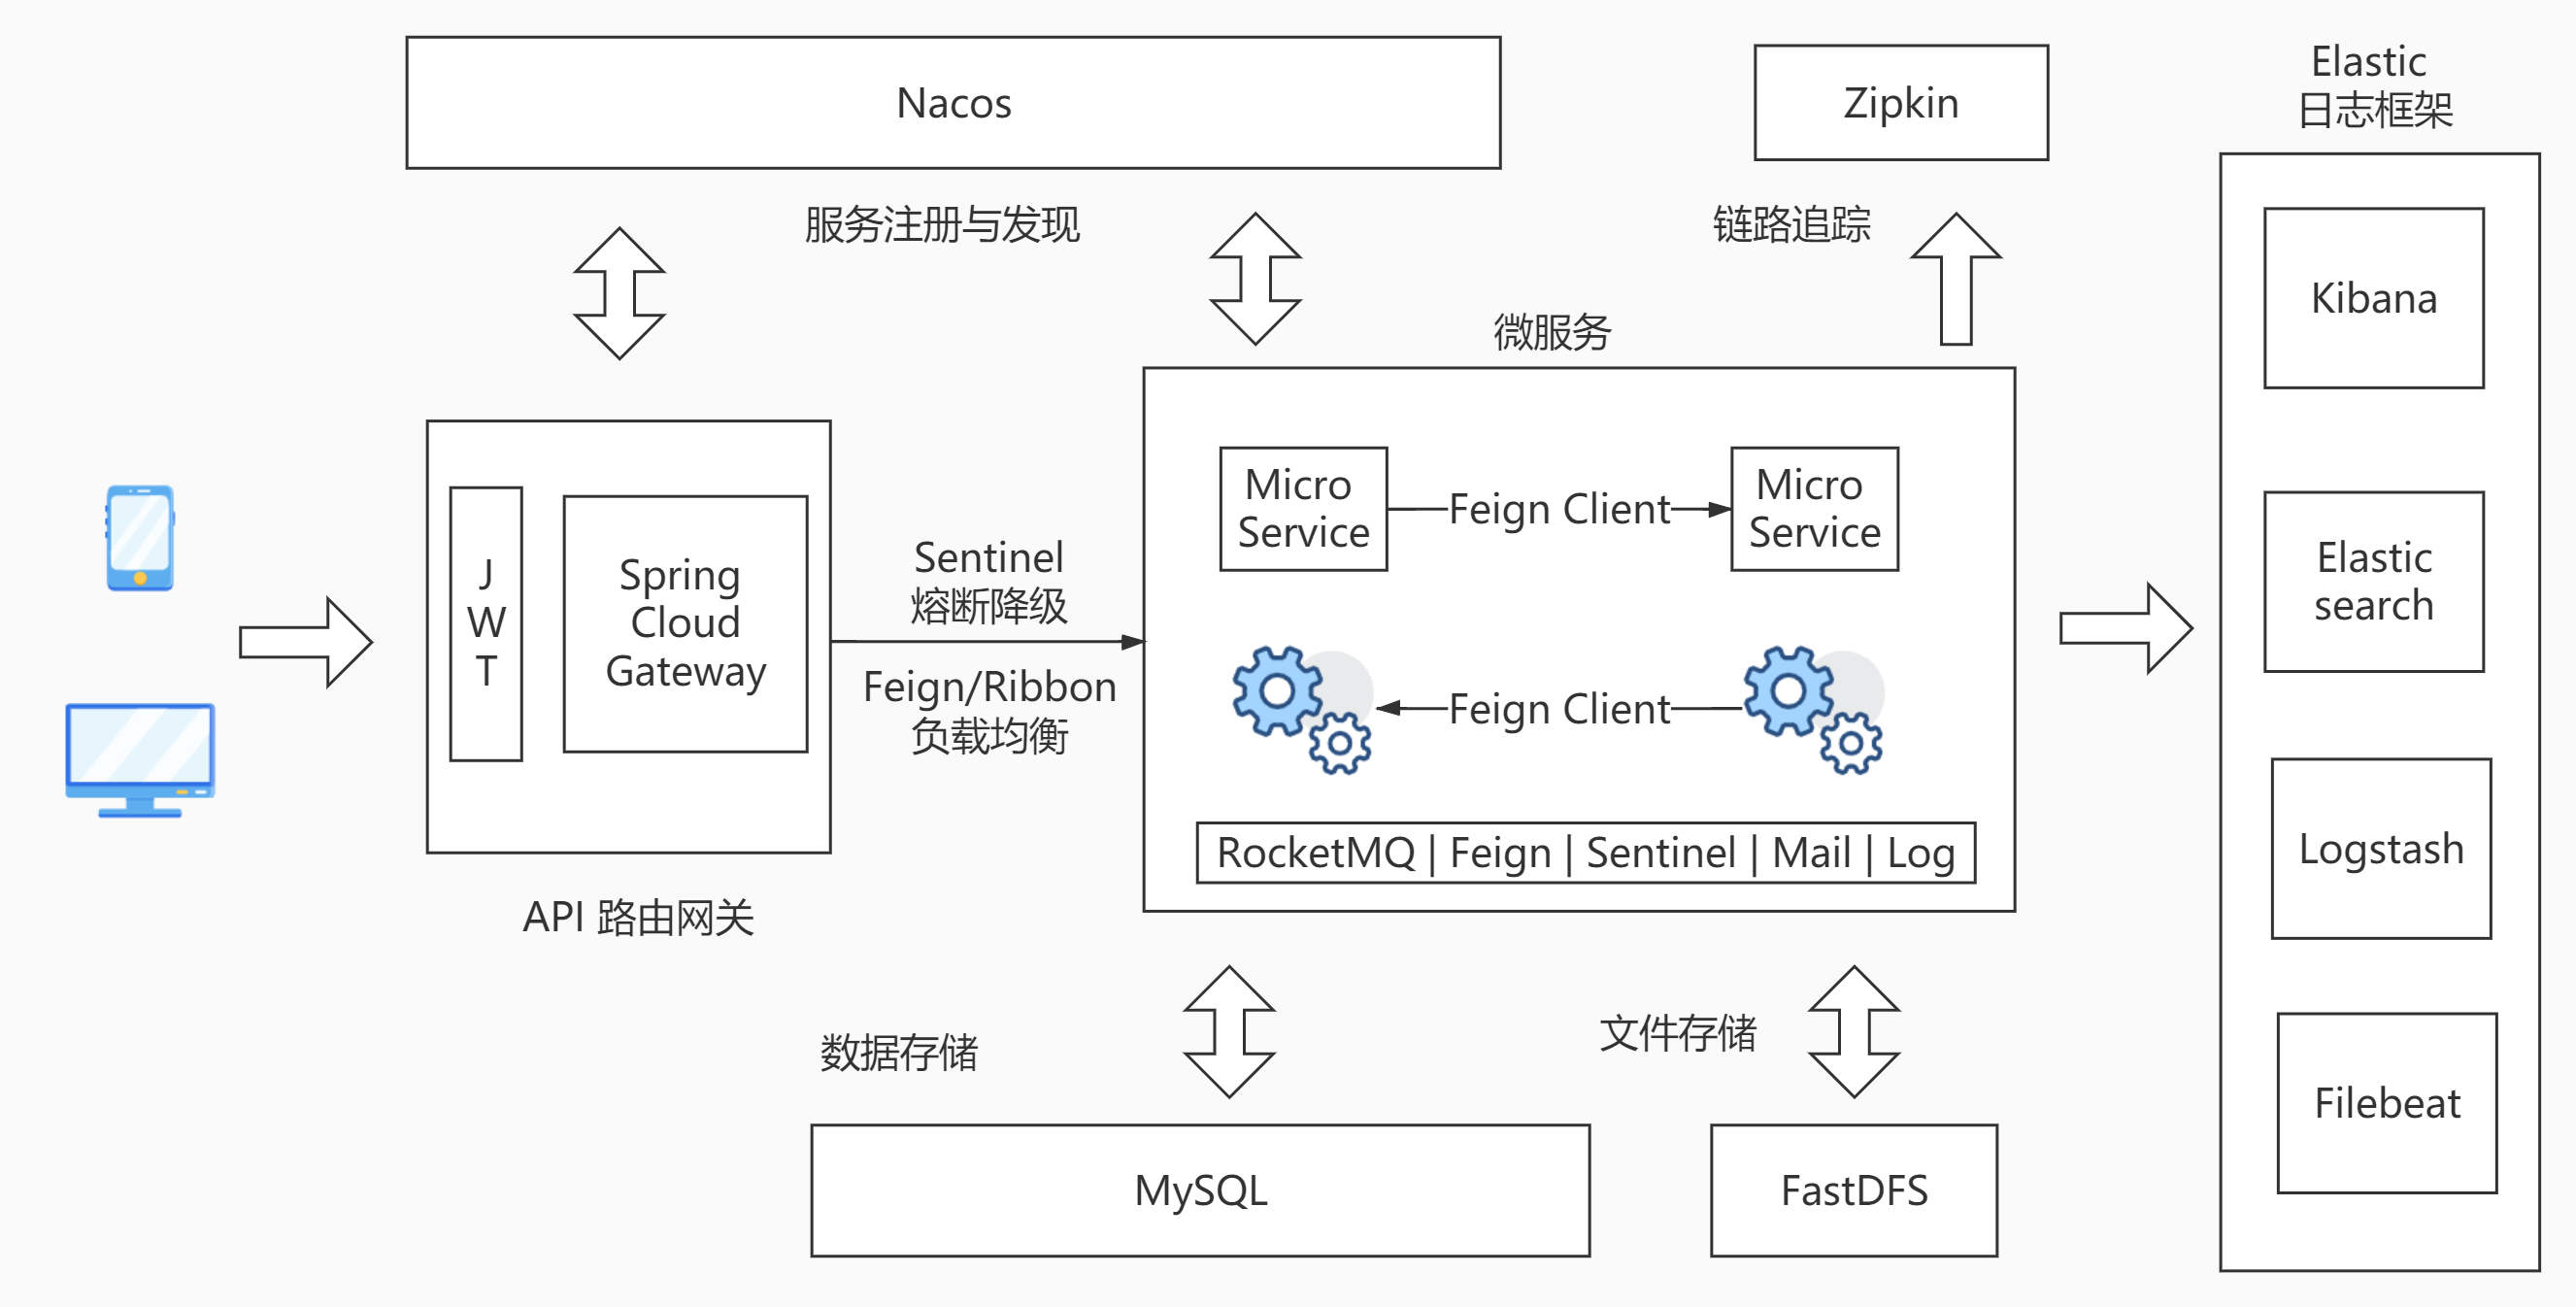 Nacos
Zipkin
Elastic
日志框架
服务注册与发现
链路追踪
微服务
Kibana
J
W
T
Spring
Cloud
Gateway
Sentinel
熔断降级
Feign/Ribbon
负载均衡
Micro
Service
Feign Client
Micro
Service
Feign Client
RocketMQ | Feign | Sentinel | Mail | Log
Elastic
search
Logstash
API 路由网关
数据存储
文件存储
Filebeat
MySQL
FastDFS